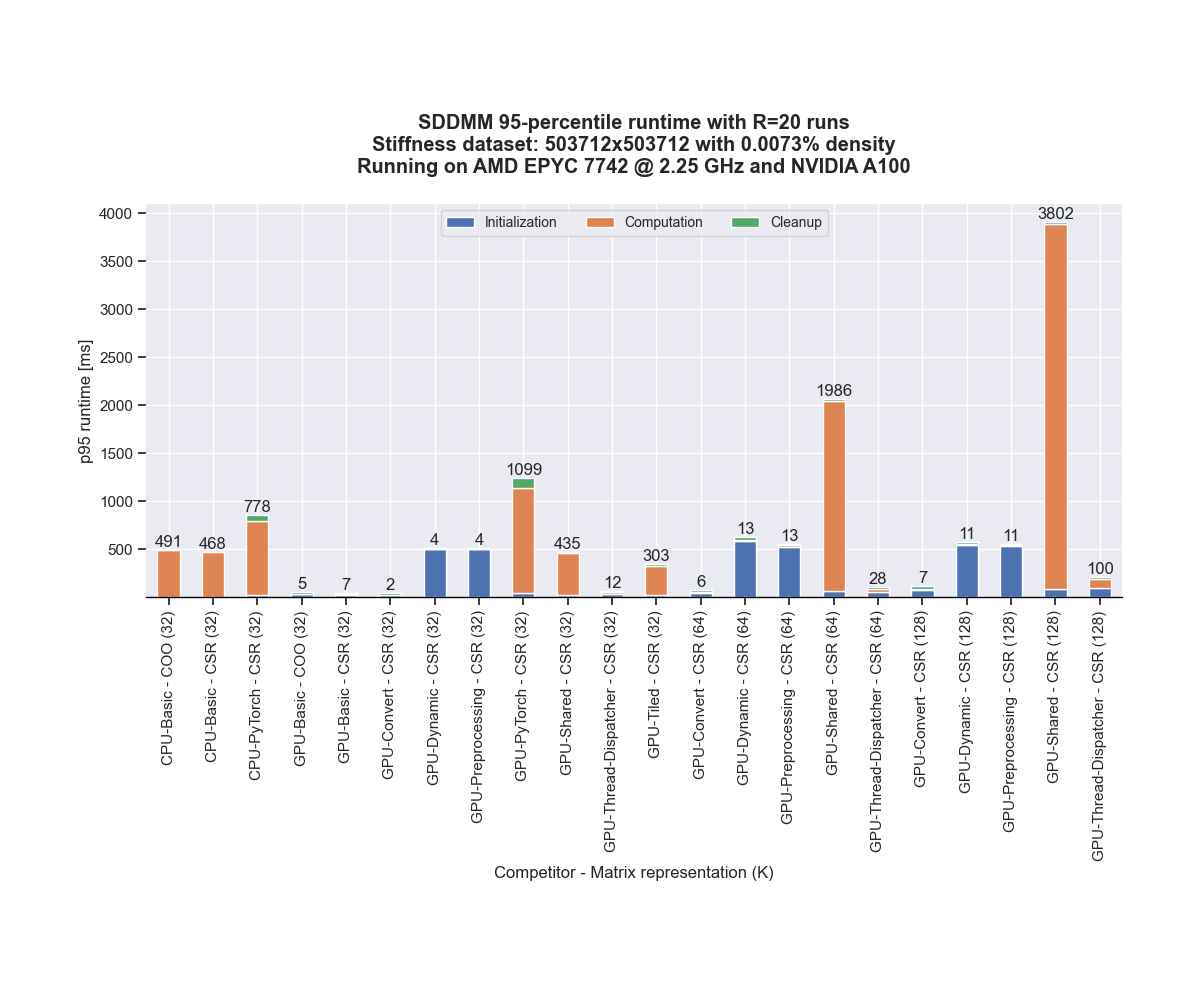 SDDMM 95-percentile runtime with R=20 runs
Stiffness dataset: 503712x503712 with 0.0073% density
Running on AMD EPYC 7742 @ 2.25 GHz and NVIDIA A100
Initialization
Computation
Cleanup
p95 runtime [ms]
4000
3500
3000
2500
2000
1500
1000
500
491
468
778
5
7
2
4
4
1099
435
12
303
6
13
13
1986
28
7
11
11
3802
100
CPU-Basic - COO (32)
CPU-Basic - CSR (32)
CPU-PyTorch - CSR (32)
GPU-Basic - COO (32)
GPU-Basic - CSR (32)
GPU-Convert - CSR (32)
GPU-Dynamic - CSR (32)
GPU-Preprocessing - CSR (32)
GPU-PyTorch - CSR (32)
GPU-Shared - CSR (32)
GPU-Thread-Dispatcher - CSR (32)
GPU-Tiled - CSR (32)
GPU-Convert - CSR (64)
GPU-Dynamic - CSR (64)
GPU-Preprocessing - CSR (64)
GPU-Shared - CSR (64)
GPU-Thread-Dispatcher - CSR (64)
GPU-Convert - CSR (128)
GPU-Dynamic - CSR (128)
GPU-Preprocessing - CSR (128)
GPU-Shared - CSR (128)
GPU-Thread-Dispatcher - CSR (128)
Competitor - Matrix representation (K)